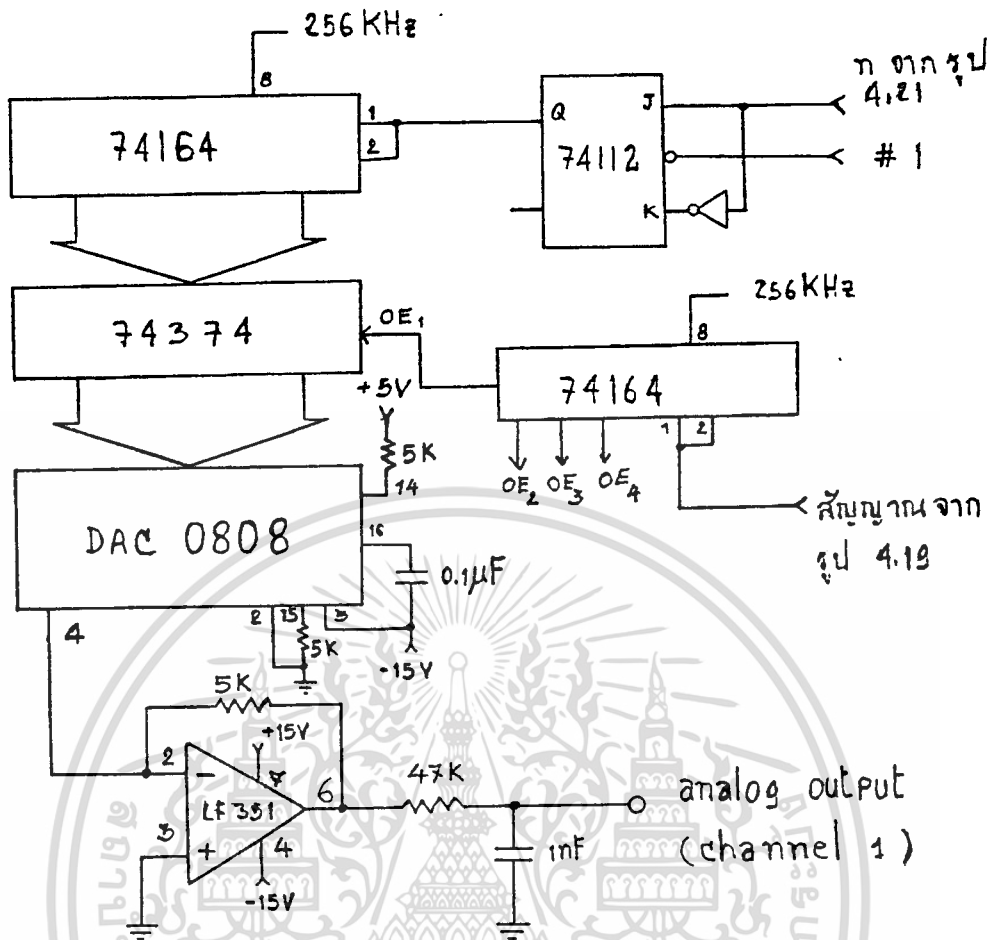 256 KHz
8
74164
1
2
Q
J
74112
K
ท จากรูป
4.21
# 1
74374
OE1
256 KHz
8
74164
1
2
OE2 OE3 OE4
สัญญาณจาก
รูป 4.19
+5V
5K
14
DAC 0808
16
0.1µF
4
2
15
3
5K
-15V
5K
+15V
2
7
LF 351
6
3
4
-15V
47K
1nF
analog output
(channel 1)